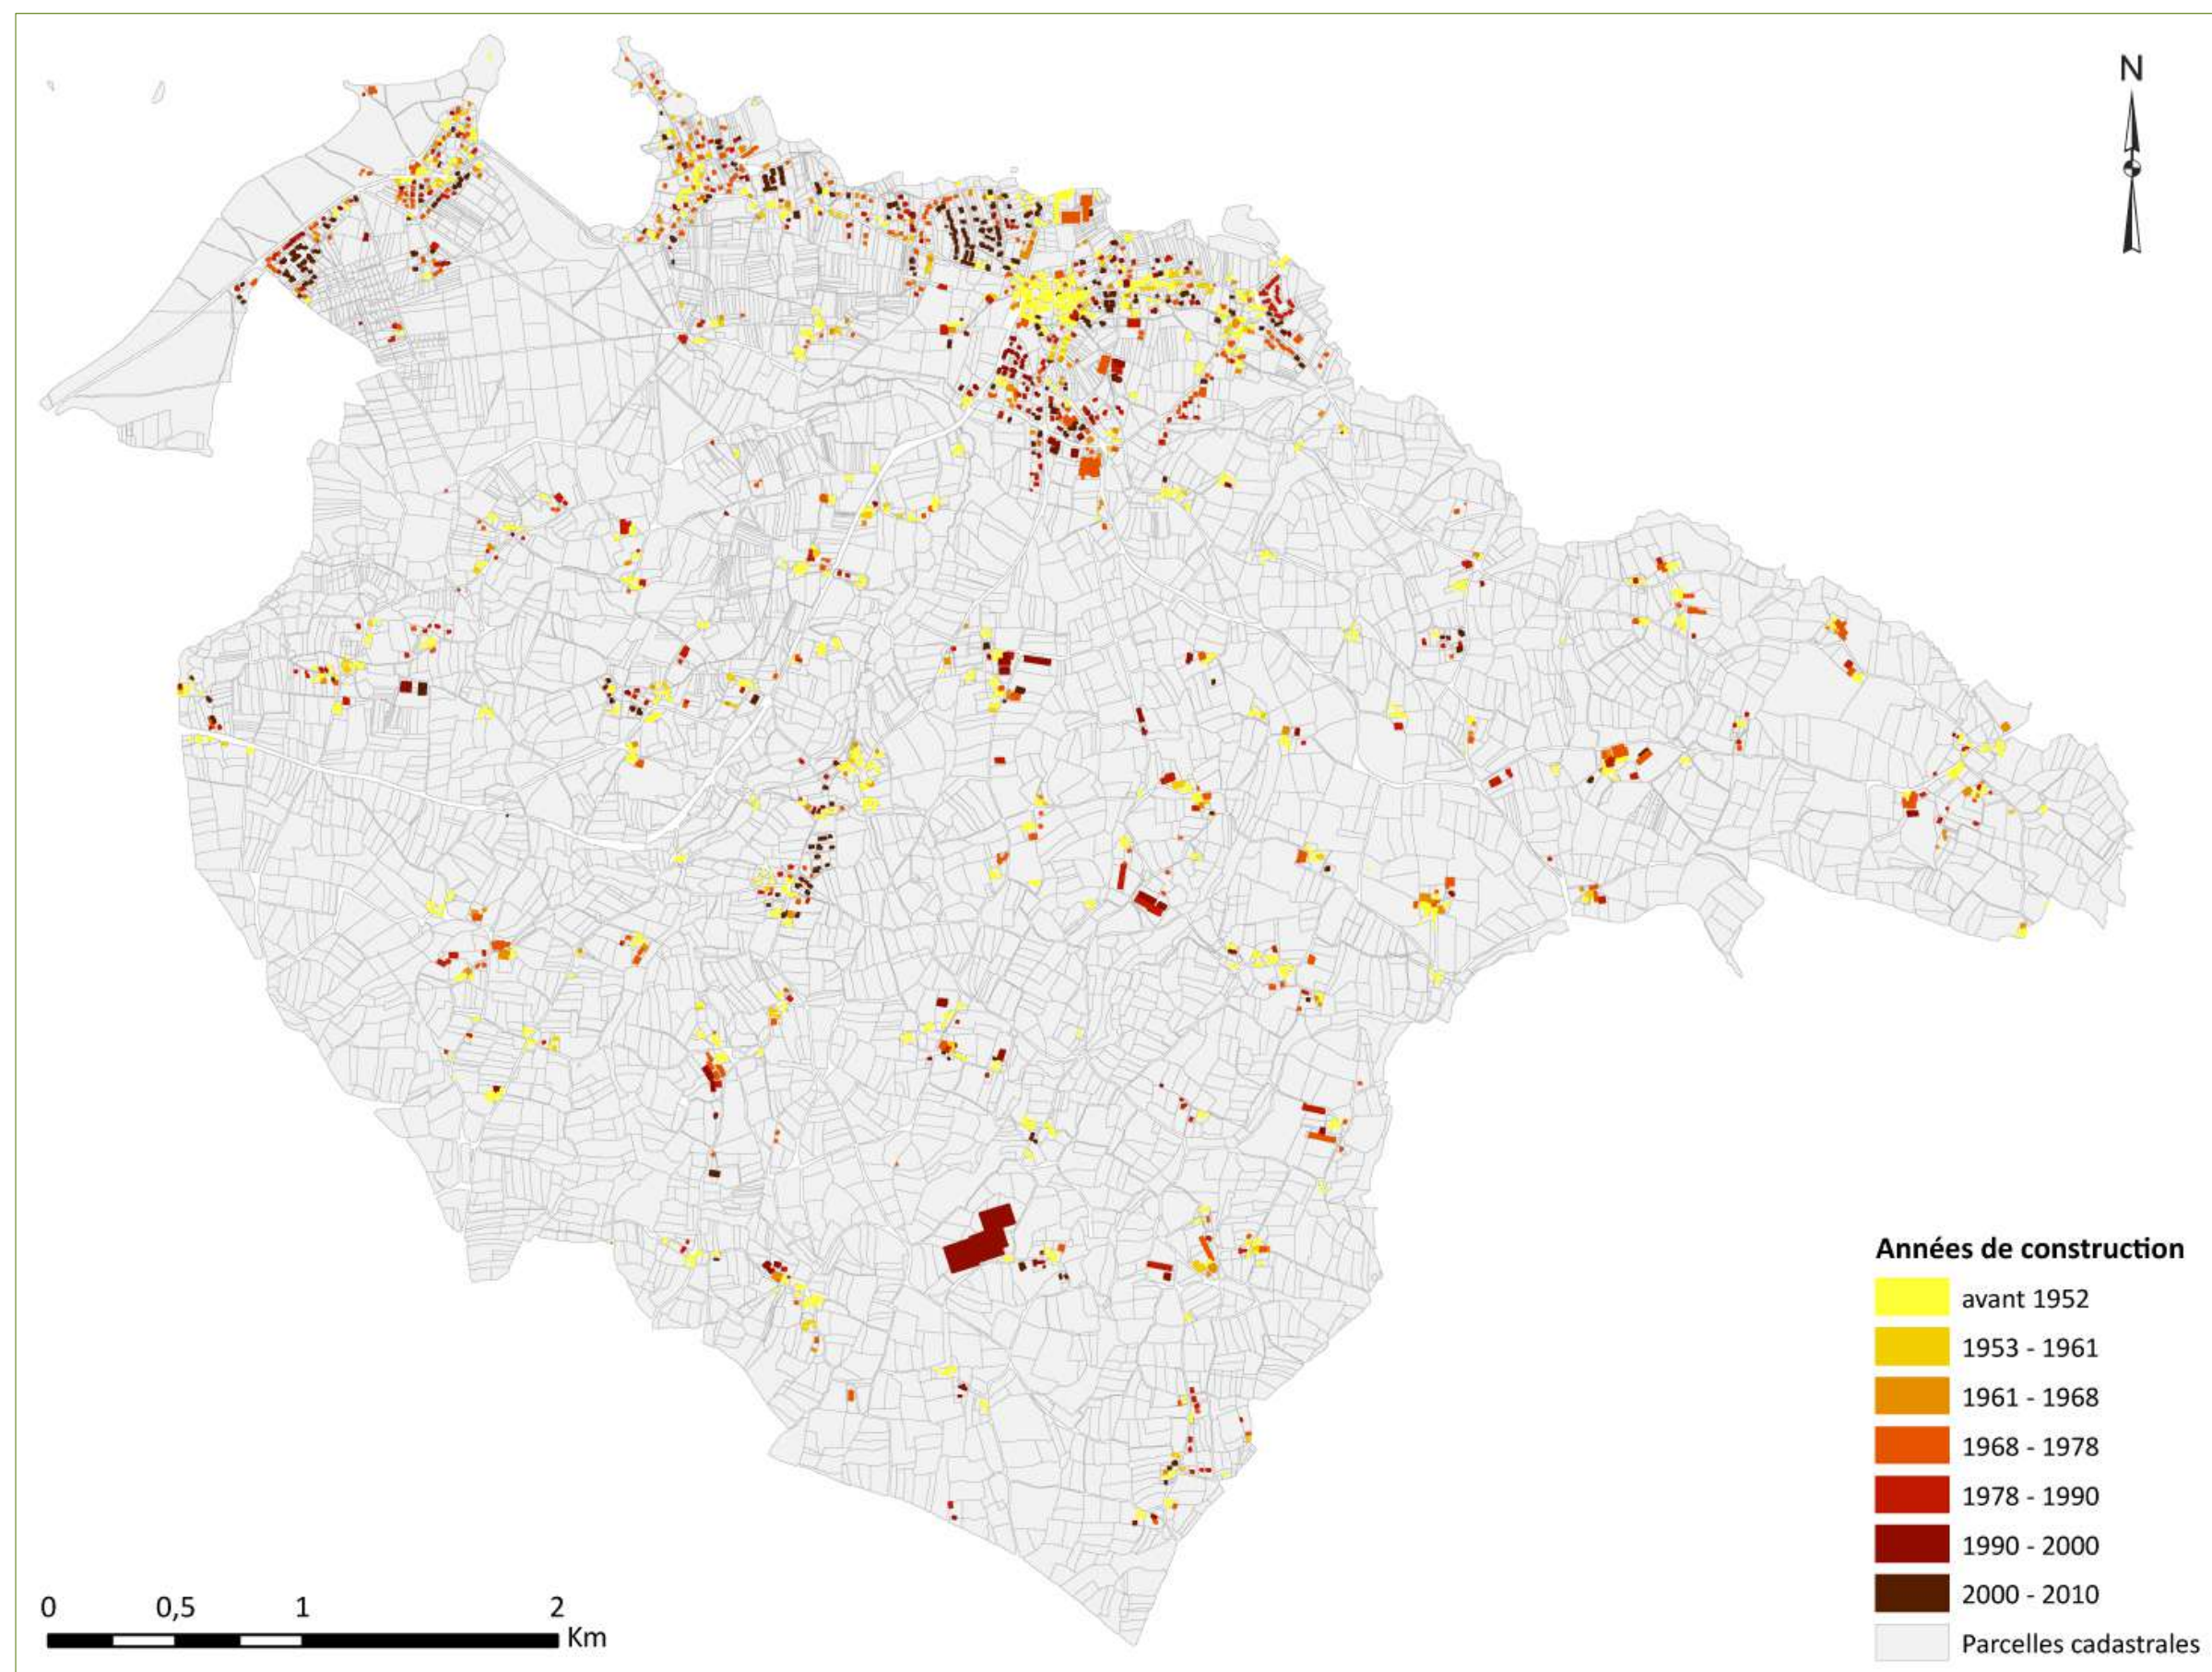 N
Années de construction
avant 1952
1953 - 1961
1961 - 1968
1968 - 1978
1978 - 1990
1990 - 2000
2000 - 2010
Parcelles cadastrales
0 0,5 1 2
Km